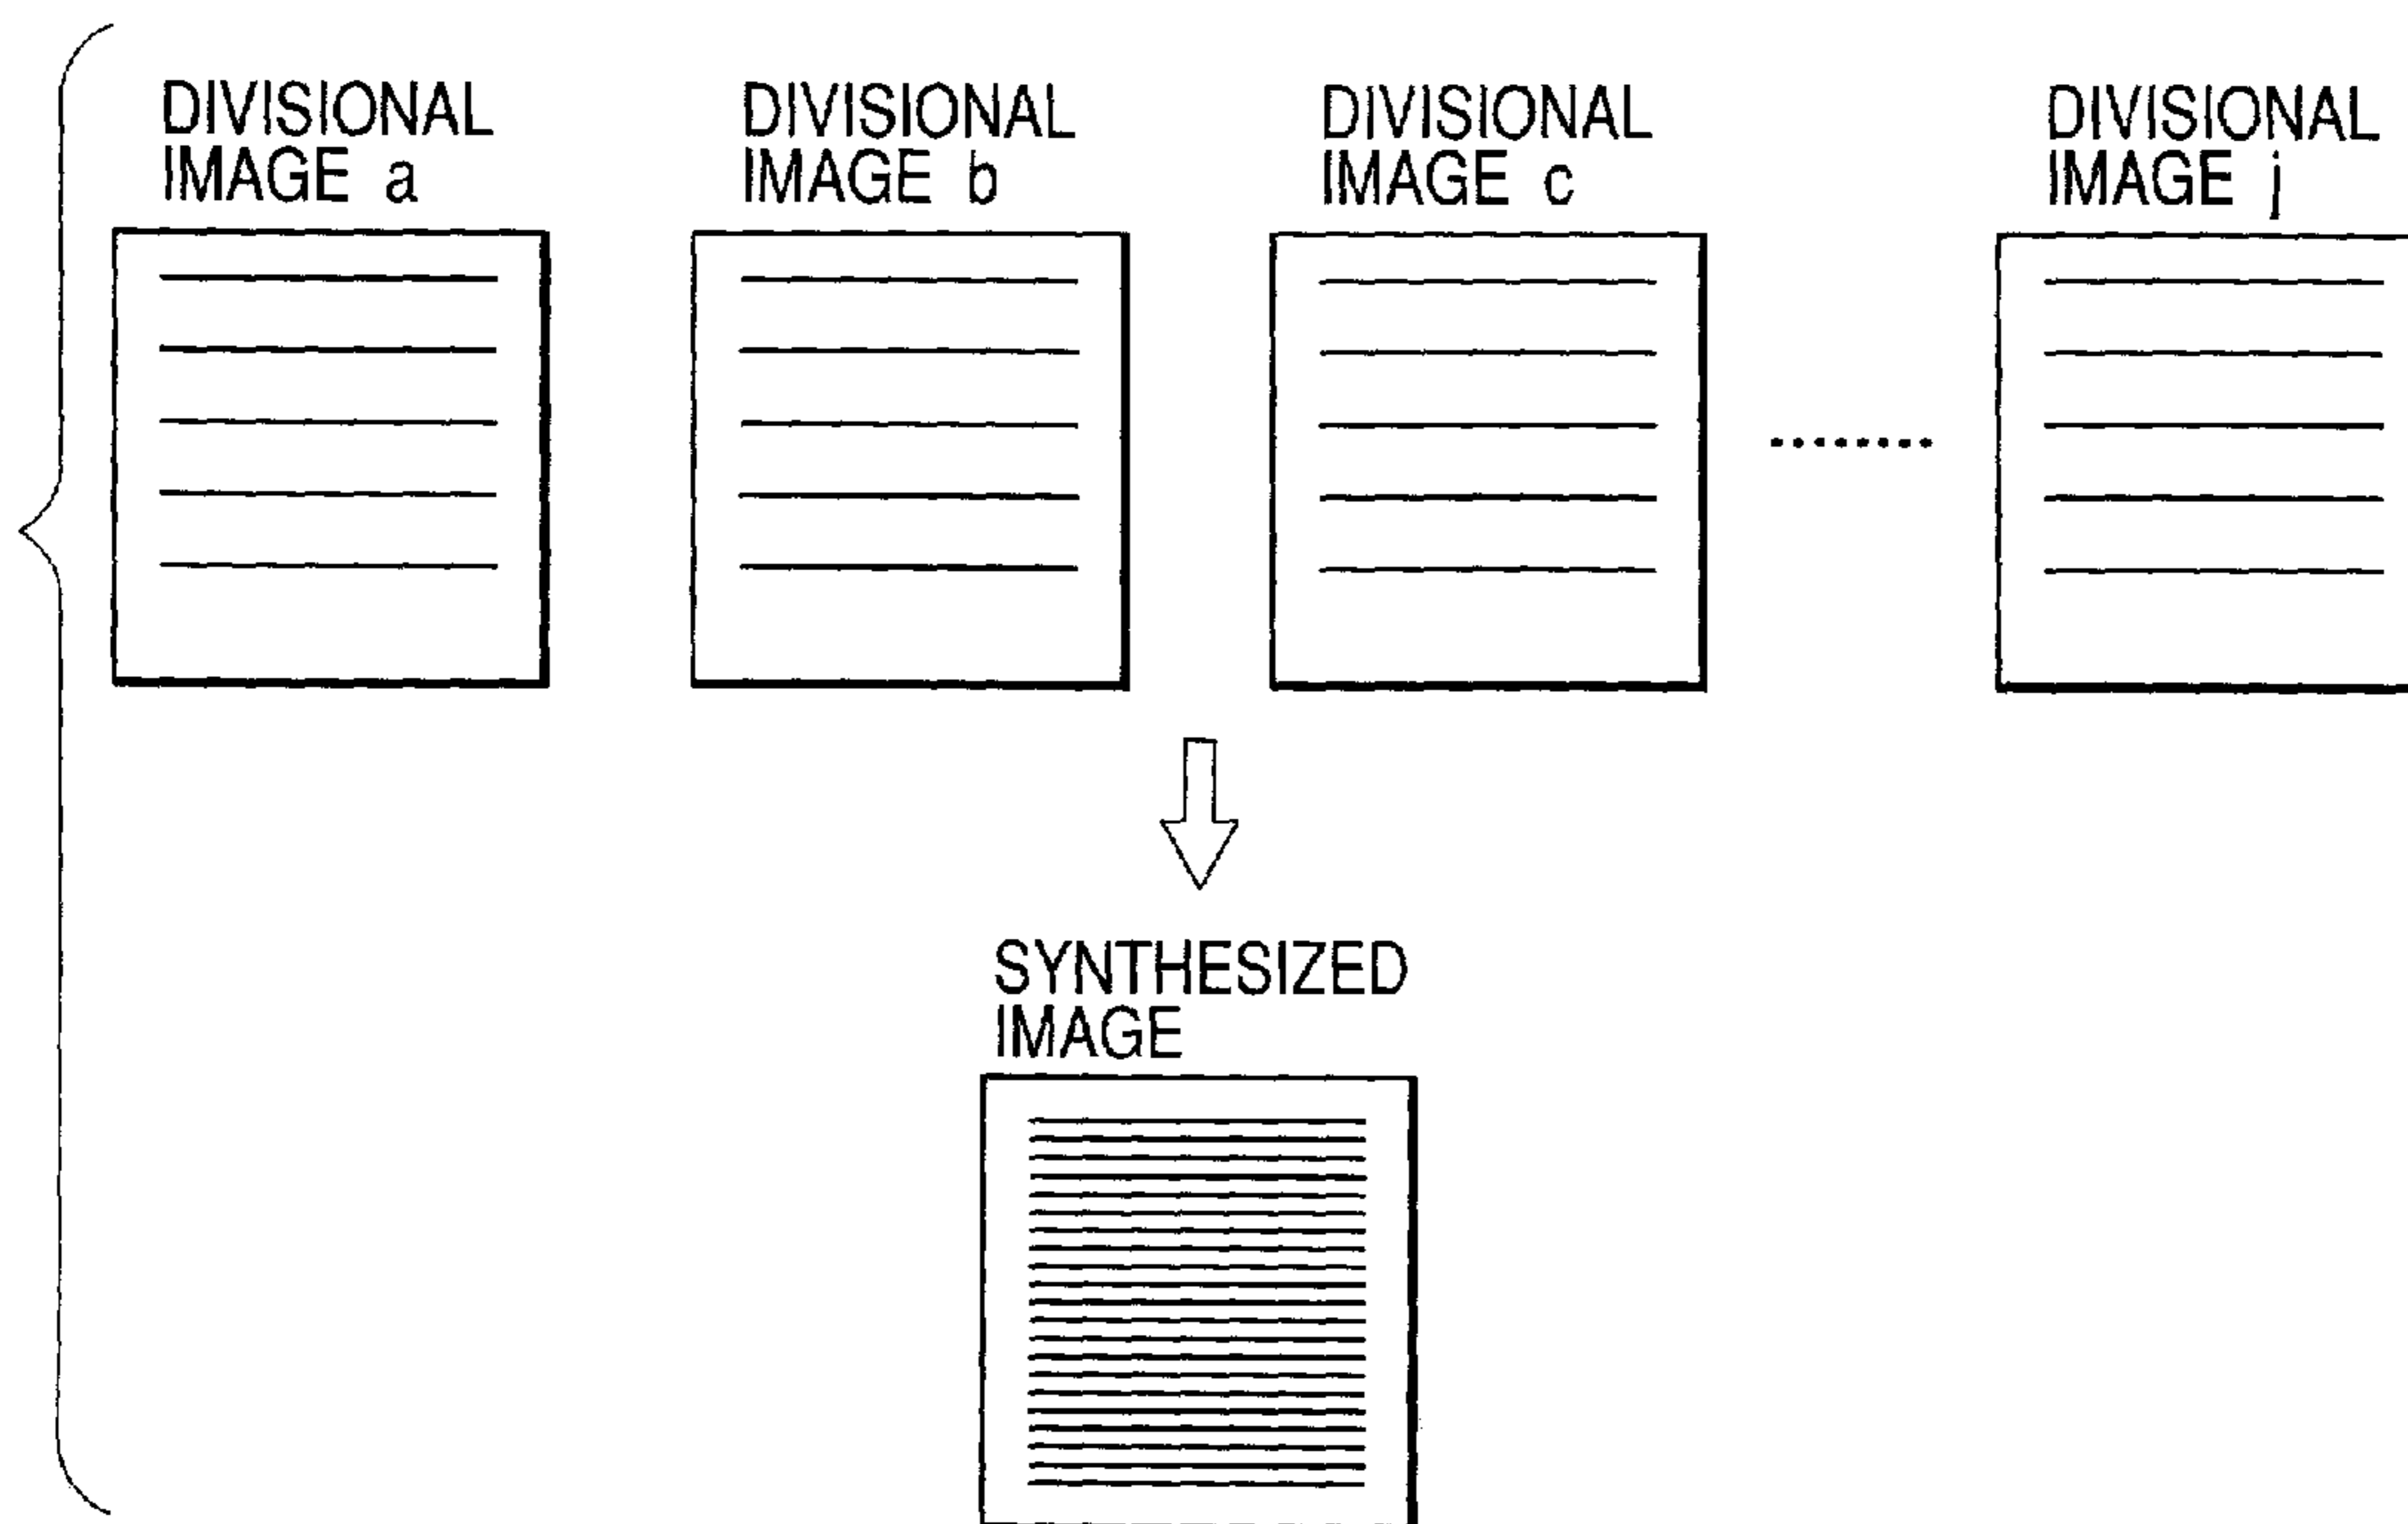 DIVISIONAL
IMAGE a
DIVISIONAL
IMAGE b
DIVISIONAL
IMAGE c
DIVISIONAL
IMAGE j
SYNTHESIZED
IMAGE